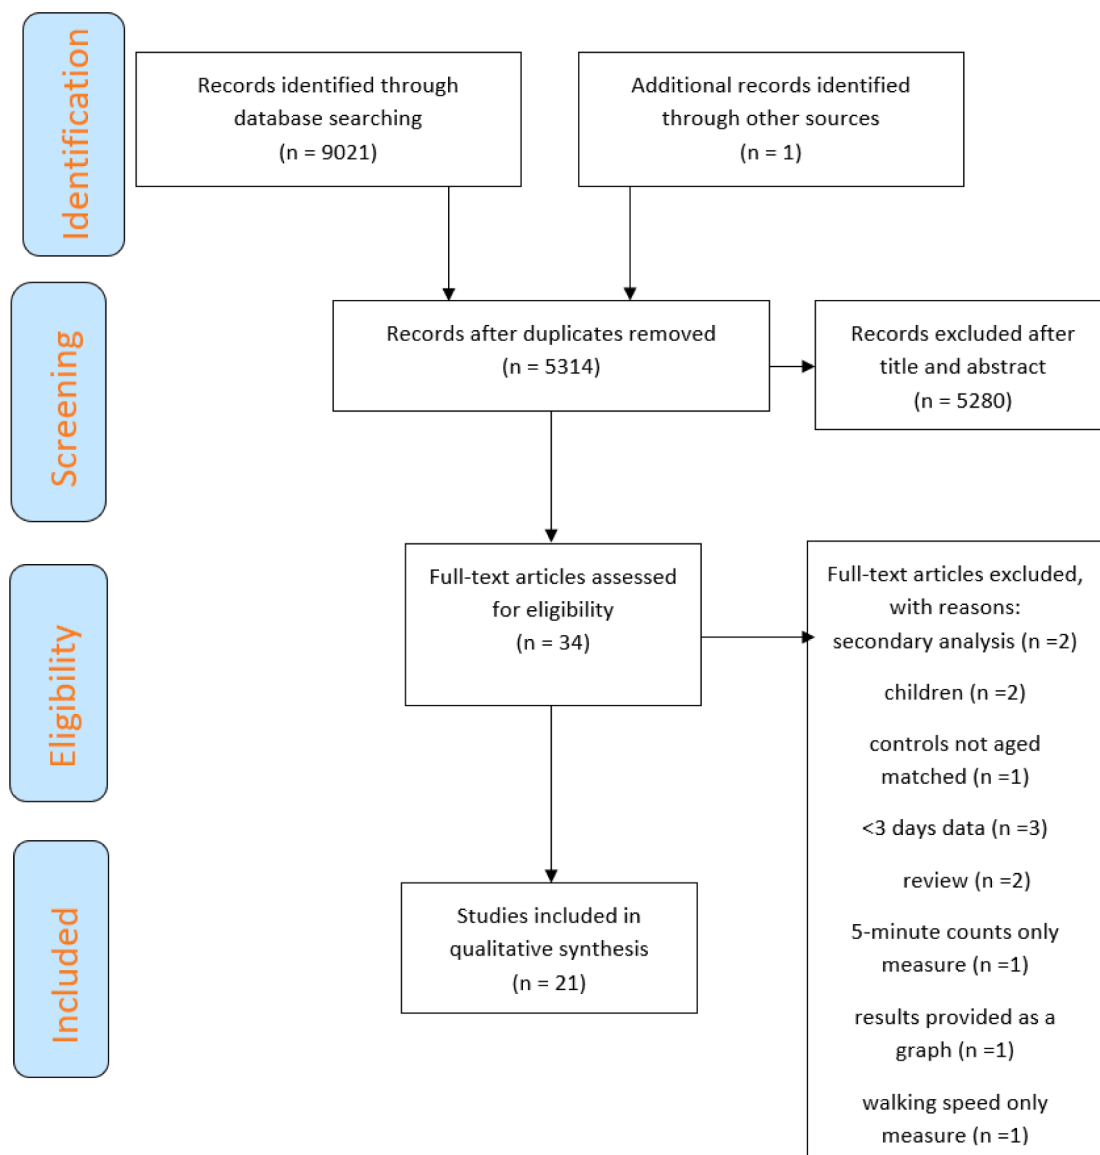 Identification
Records identified through
database searching
(n = 9021)
Additional records identified
through other sources
(n = 1)
Screening
Records after duplicates removed
(n = 5314)
Records excluded after
title and abstract
(n = 5280)
Eligibility
Full-text articles assessed
for eligibility
(n = 34)
Full-text articles excluded,
with reasons:
secondary analysis (n =2)
children (n =2)
controls not aged
matched (n =1)
<3 days data (n =3)
review (n =2)
5-minute counts only
measure (n =1)
results provided as a
graph (n =1)
walking speed only
measure (n =1)
Included
Studies included in
qualitative synthesis
(n = 21)